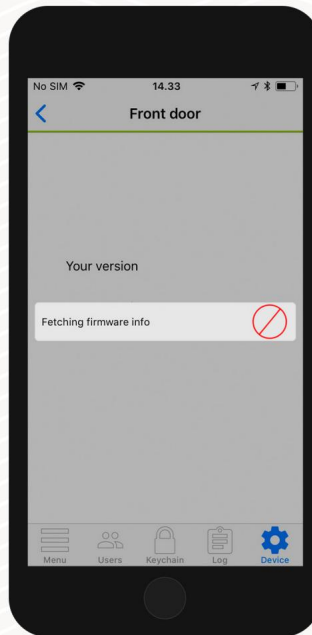 No SIM 14.33
Front door
Your version
Fetching firmware info
Menu Users Keychain Log Device